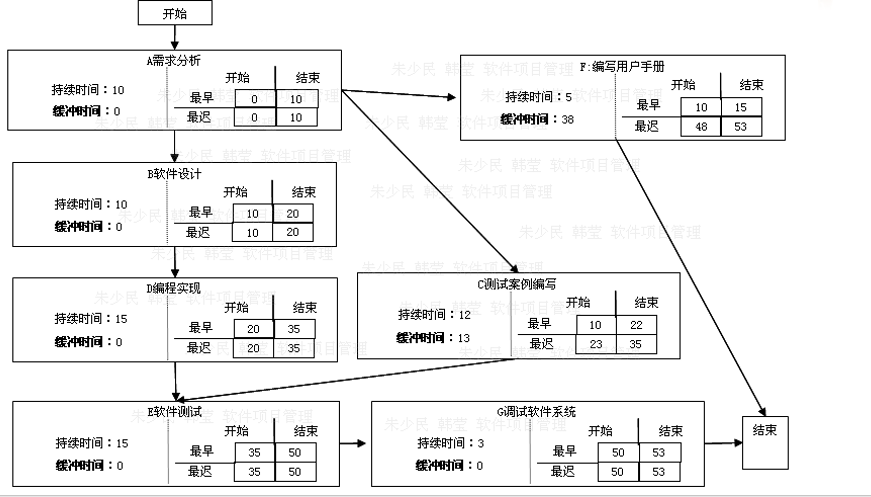 开始
A需求分析
开始 结束
持续时间：10
最早 0 10
缓冲时间：0
最迟 0 10
F:编写用户手册
开始 结束
持续时间：5
最早 10 15
缓冲时间：38
最迟 48 53
B软件设计
开始 结束
持续时间：10
最早 10 20
缓冲时间：0
最迟 10 20
D编程实现
持续时间：15
最早 20 35
缓冲时间：0
最迟 20 35
C测试案例编写
开始 结束
持续时间：12
最早 10 22
缓冲时间：13
最迟 23 35
E软件测试
开始 结束
持续时间：15
最早 35 50
缓冲时间：0
最迟 35 50
G调试软件系统
开始 结束
持续时间：3
最早 50 53
缓冲时间：0
最迟 50 53
结束
朱少民 韩莹 软件项目管理